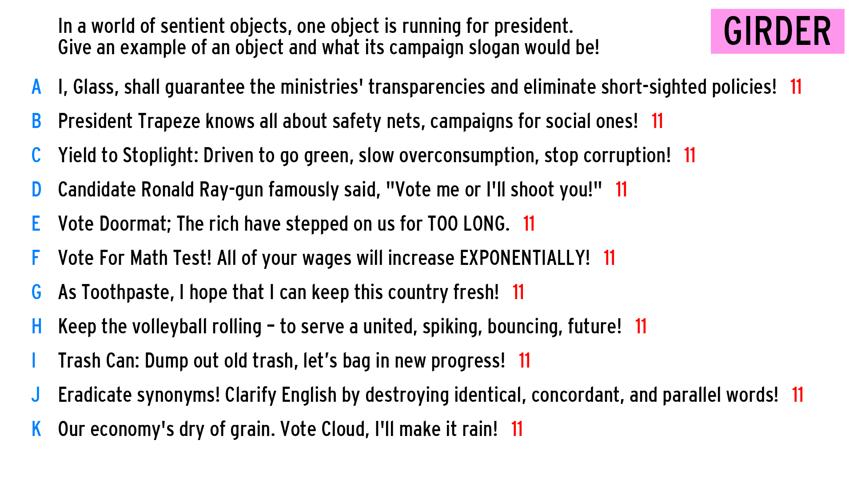 In a world of sentient objects, one object is running for president.
Give an example of an object and what its campaign slogan would be!
GIRDER
A I, Glass, shall guarantee the ministries' transparencies and eliminate short-sighted policies! 11
B President Trapeze knows all about safety nets, campaigns for social ones! 11
C Yield to Stoplight: Driven to go green, slow overconsumption, stop corruption! 11
D Candidate Ronald Ray-gun famously said, "Vote me or I'll shoot you!" 11
E Vote Doormat; The rich have stepped on us for TOO LONG. 11
F Vote For Math Test! All of your wages will increase EXPONENTIALLY! 11
G As Toothpaste, I hope that I can keep this country fresh! 11
H Keep the volleyball rolling – to serve a united, spiking, bouncing, future! 11
I Trash Can: Dump out old trash, let’s bag in new progress! 11
J Eradicate synonyms! Clarify English by destroying identical, concordant, and parallel words! 11
K Our economy's dry of grain. Vote Cloud, I'll make it rain! 11